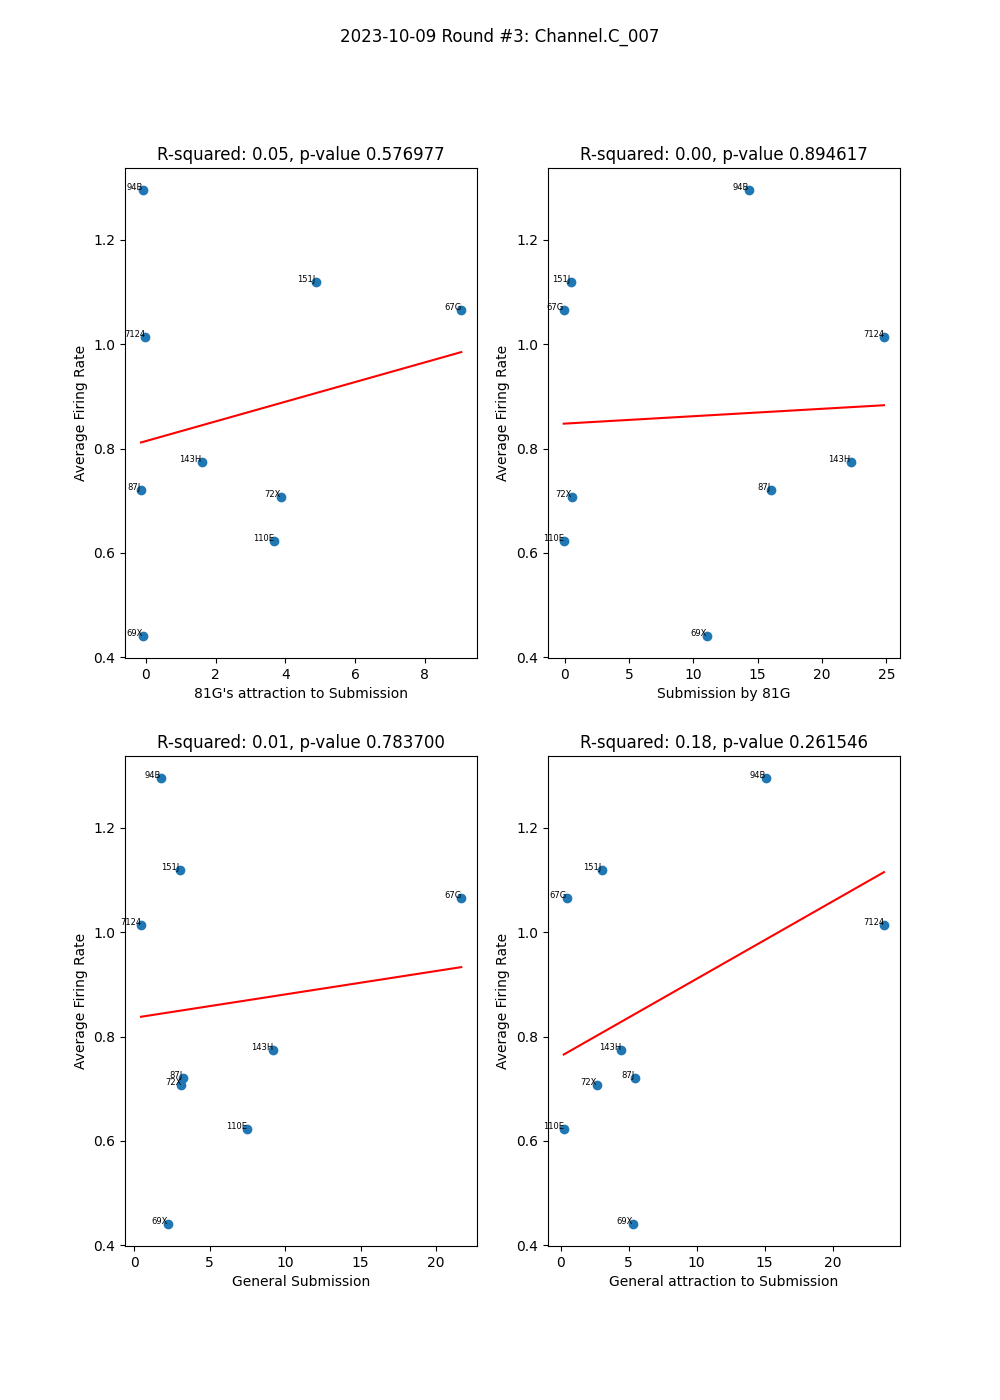 2023-10-09 Round #3: Channel.C_007
R-squared: 0.05, p-value 0.576977
94B
151J
67G
7124
143H
87J
72X
110E
69X
1.2
1.0
0.8
0.6
0.4
Average Firing Rate
0 2 4 6 8
81G's attraction to Submission
R-squared: 0.00, p-value 0.894617
94B
151J
67G
7124
143H
87J
72X
110E
69X
1.2
1.0
0.8
0.6
0.4
Average Firing Rate
0 5 10 15 20 25
Submission by 81G
R-squared: 0.01, p-value 0.783700
94B
151J
67G
7124
143H
87J
72X
110E
69X
1.2
1.0
0.8
0.6
0.4
Average Firing Rate
0 5 10 15 20
General Submission
R-squared: 0.18, p-value 0.261546
94B
151J
67G
7124
143H
87J
72X
110E
69X
1.2
1.0
0.8
0.6
0.4
Average Firing Rate
0 5 10 15 20
General attraction to Submission